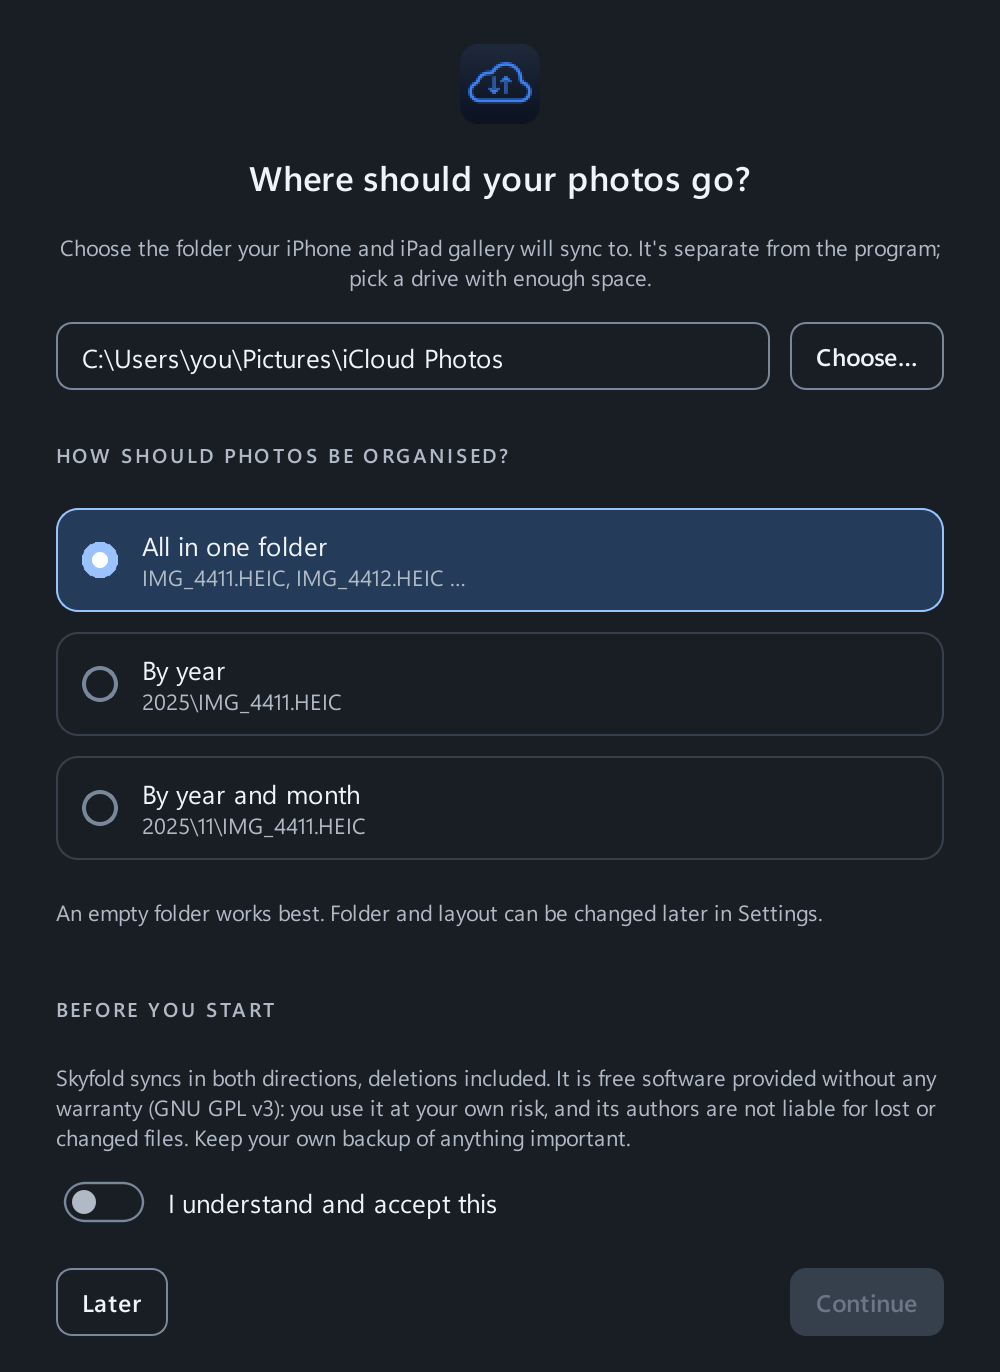 Where should your photos go?
Choose the folder your iPhone and iPad gallery will sync to. It's separate from the program;
pick a drive with enough space.
C:\Users\you\Pictures\iCloud Photos
Choose...
HOW SHOULD PHOTOS BE ORGANISED?
All in one folder
IMG_4411.HEIC, IMG_4412.HEIC ...
By year
2025\IMG_4411.HEIC
By year and month
2025\11\IMG_4411.HEIC
An empty folder works best. Folder and layout can be changed later in Settings.
BEFORE YOU START
Skyfold syncs in both directions, deletions included. It is free software provided without any
warranty (GNU GPL v3): you use it at your own risk, and its authors are not liable for lost or
changed files. Keep your own backup of anything important.
I understand and accept this
Later
Continue